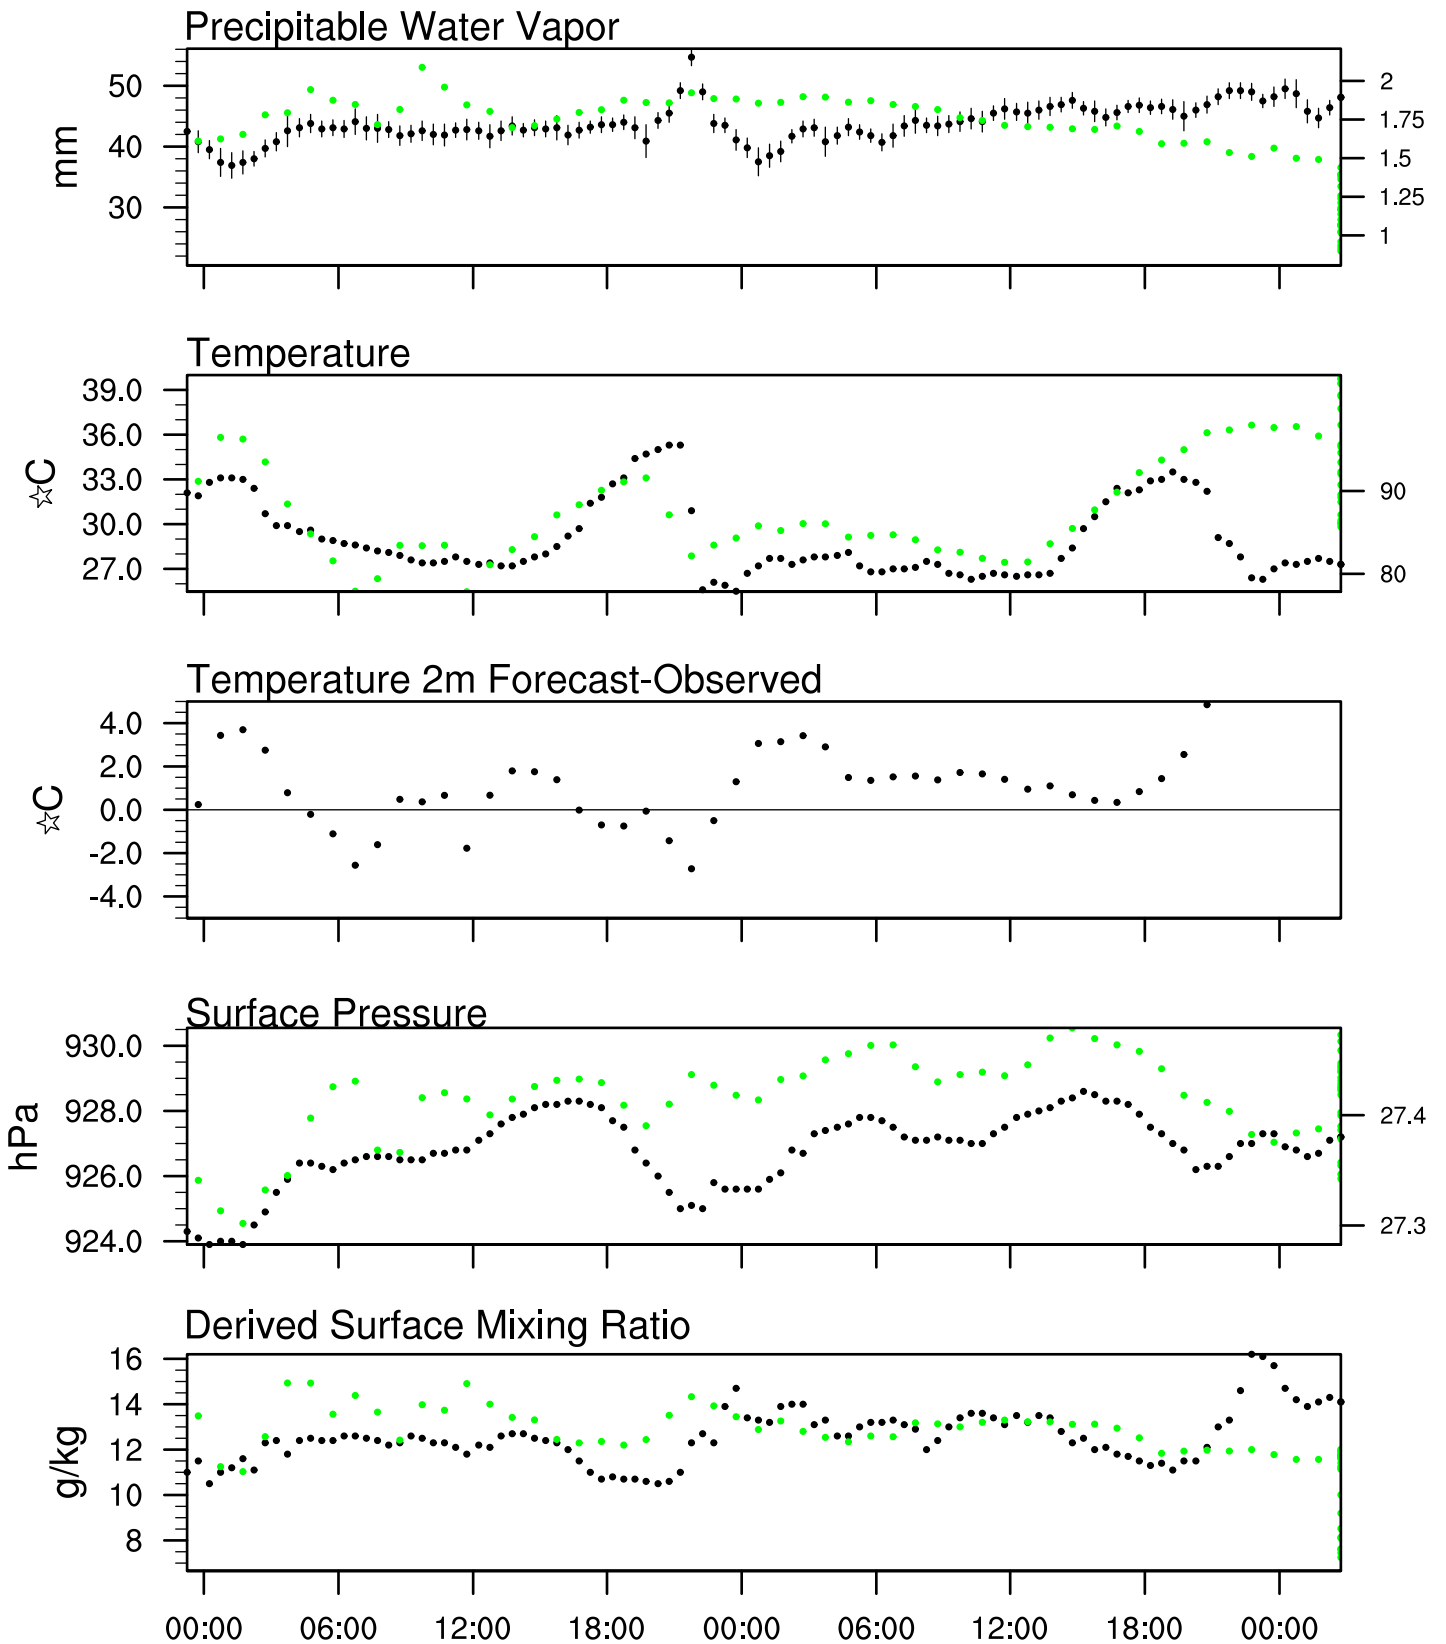 Precipitable Water Vapor
50
40
30
mm
2
1.75
1.5
1.25
1
Temperature
39.0
36.0
33.0
30.0
27.0
☆C
90
80
Temperature 2m Forecast-Observed
4.0
2.0
0.0
-2.0
-4.0
☆C
Surface Pressure
930.0
928.0
926.0
924.0
hPa
27.4
27.3
Derived Surface Mixing Ratio
16
14
12
10
8
g/kg
00:00 06:00 12:00 18:00 00:00 06:00 12:00 18:00 00:00